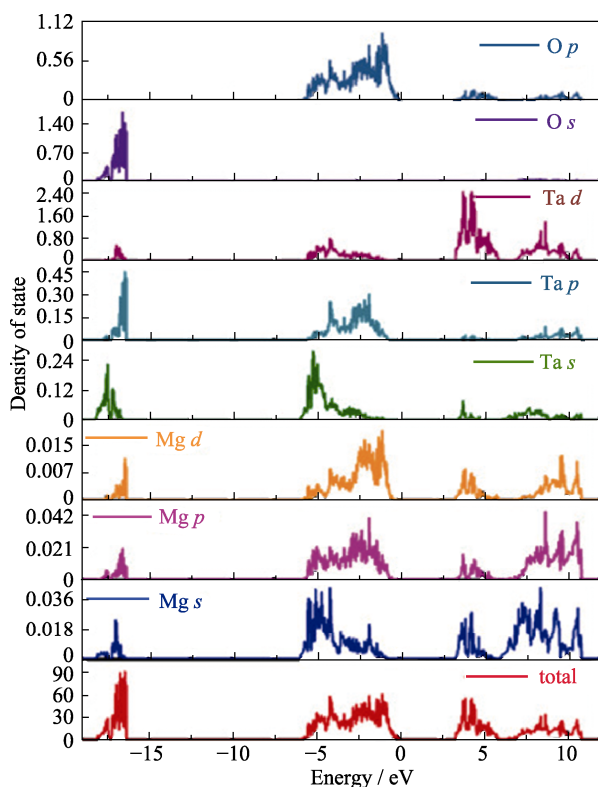 1.12
0.56
0
O p
1.40
0.70
0
O s
2.40
1.60
0.80
0
Ta d
0.45
0.30
0.15
0
Ta p
0.24
0.12
0
Ta s
0.015
0.007
0
Mg d
0.042
0.021
0
Mg p
0.036
0.018
0
Mg s
90
60
30
0
total
−15 −10 −5 0 5 10
Energy / eV
Density of state